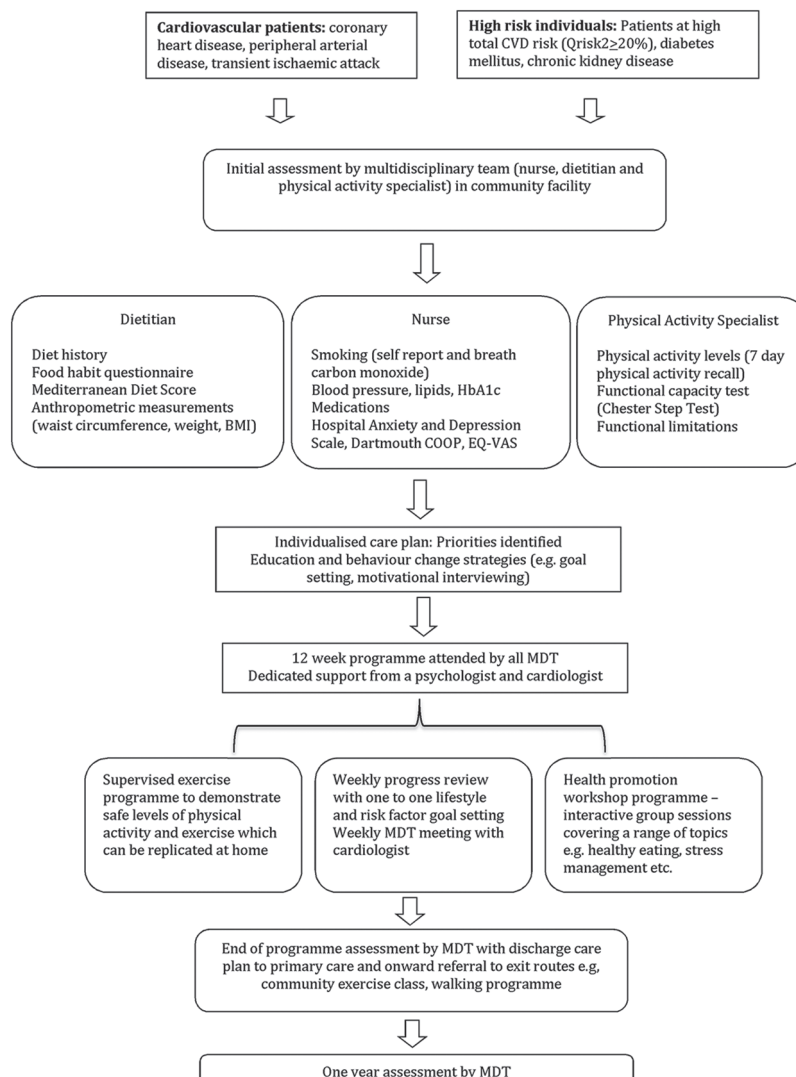 Cardiovascular patients: coronary
heart disease, peripheral arterial
disease, transient ischaemic attack
High risk individuals: Patients at high
total CVD risk (Qrisk2≥20%), diabetes
mellitus, chronic kidney disease
Initial assessment by multidisciplinary team (nurse, dietitian and
physical activity specialist) in community facility
Dietitian
Diet history
Food habit questionnaire
Mediterranean Diet Score
Anthropometric measurements
(waist circumference, weight, BMI)
Nurse
Smoking (self report and breath
carbon monoxide)
Blood pressure, lipids, HbA1c
Medications
Hospital Anxiety and Depression
Scale, Dartmouth COOP, EQ-VAS
Physical Activity Specialist
Physical activity levels (7 day
physical activity recall)
Functional capacity test
(Chester Step Test)
Functional limitations
Individualised care plan: Priorities identified
Education and behaviour change strategies (e.g. goal
setting, motivational interviewing)
12 week programme attended by all MDT
Dedicated support from a psychologist and cardiologist
Supervised exercise
programme to demonstrate
safe levels of physical
activity and exercise which
can be replicated at home
Weekly progress review
with one to one lifestyle
and risk factor goal setting
Weekly MDT meeting with
cardiologist
Health promotion
workshop programme –
interactive group sessions
covering a range of topics
e.g. healthy eating, stress
management etc.
End of programme assessment by MDT with discharge care
plan to primary care and onward referral to exit routes e.g,
community exercise class, walking programme
One year assessment by MDT